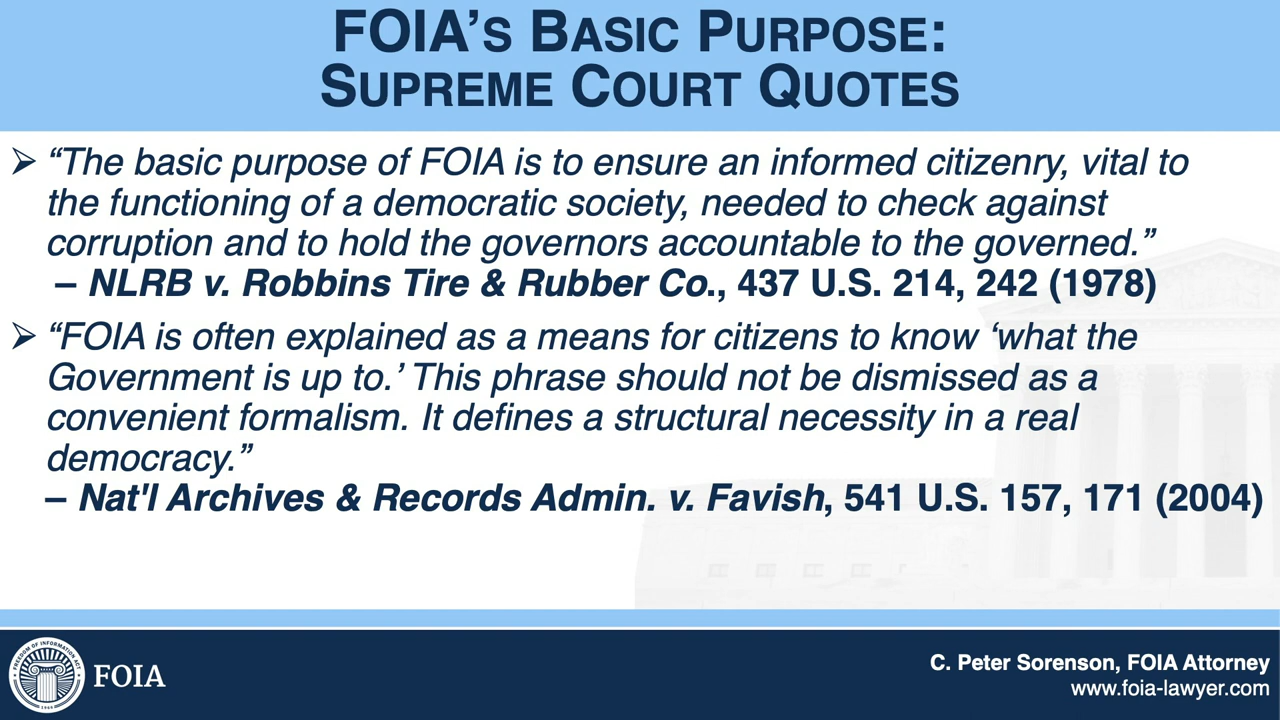 FOIA’S BASIC PURPOSE:
SUPREME COURT QUOTES
➢ “The basic purpose of FOIA is to ensure an informed citizenry, vital to
the functioning of a democratic society, needed to check against
corruption and to hold the governors accountable to the governed.”
– NLRB v. Robbins Tire & Rubber Co., 437 U.S. 214, 242 (1978)
➢ “FOIA is often explained as a means for citizens to know ‘what the
Government is up to.’ This phrase should not be dismissed as a
convenient formalism. It defines a structural necessity in a real
democracy.”
– Nat'l Archives & Records Admin. v. Favish, 541 U.S. 157, 171 (2004)
FREEDOM OF INFORMATION ACT
1966
FOIA
C. Peter Sorenson, FOIA Attorney
www.foia-lawyer.com